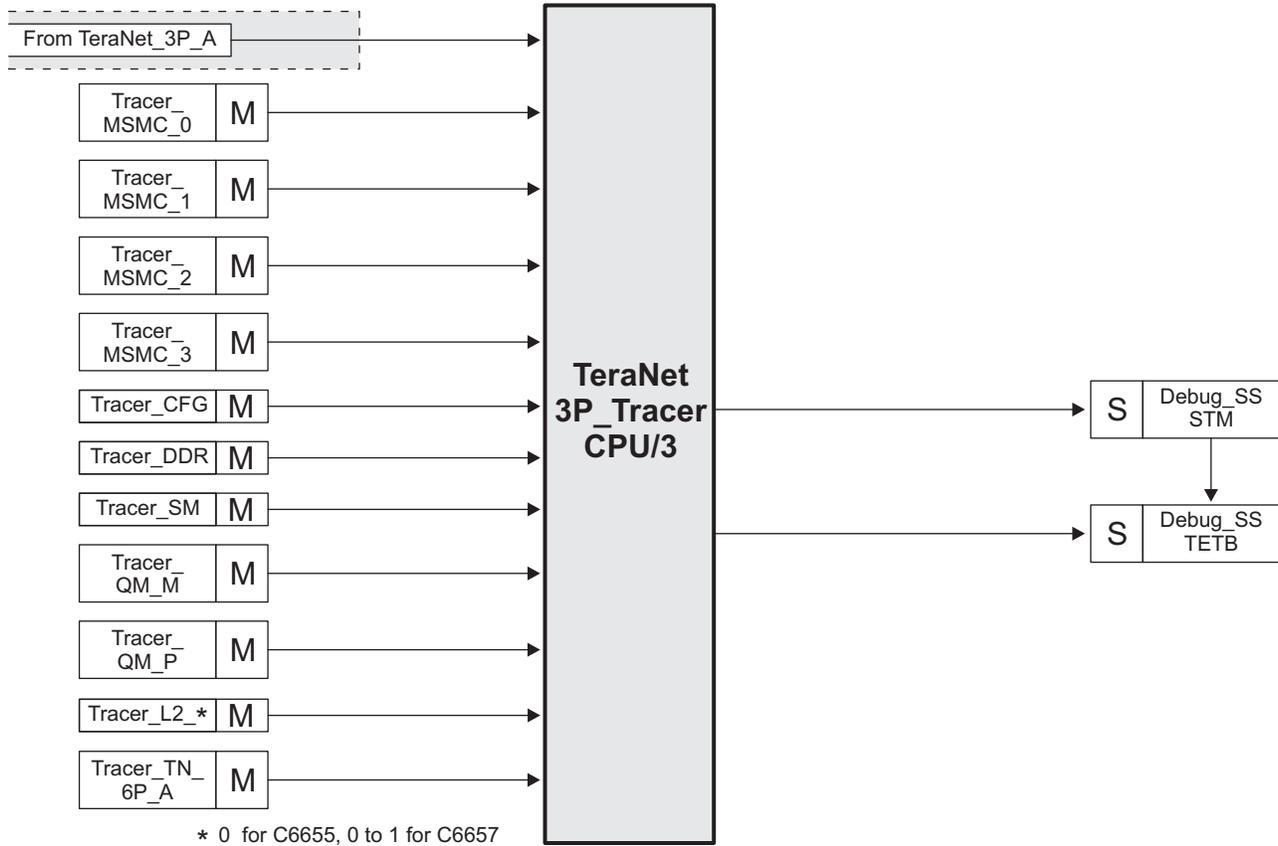 From TeraNet_3P_A
Tracer_
MSMC_0
M
Tracer_
MSMC_1
M
Tracer_
MSMC_2
M
Tracer_
MSMC_3
M
Tracer_CFG
M
Tracer_DDR
M
Tracer_SM
M
Tracer_
QM_M
M
Tracer_
QM_P
M
Tracer_L2_*
M
Tracer_TN_
6P_A
M
* 0 for C6655, 0 to 1 for C6657
TeraNet
3P_Tracer
CPU/3
S
Debug_SS
STM
S
Debug_SS
TETB